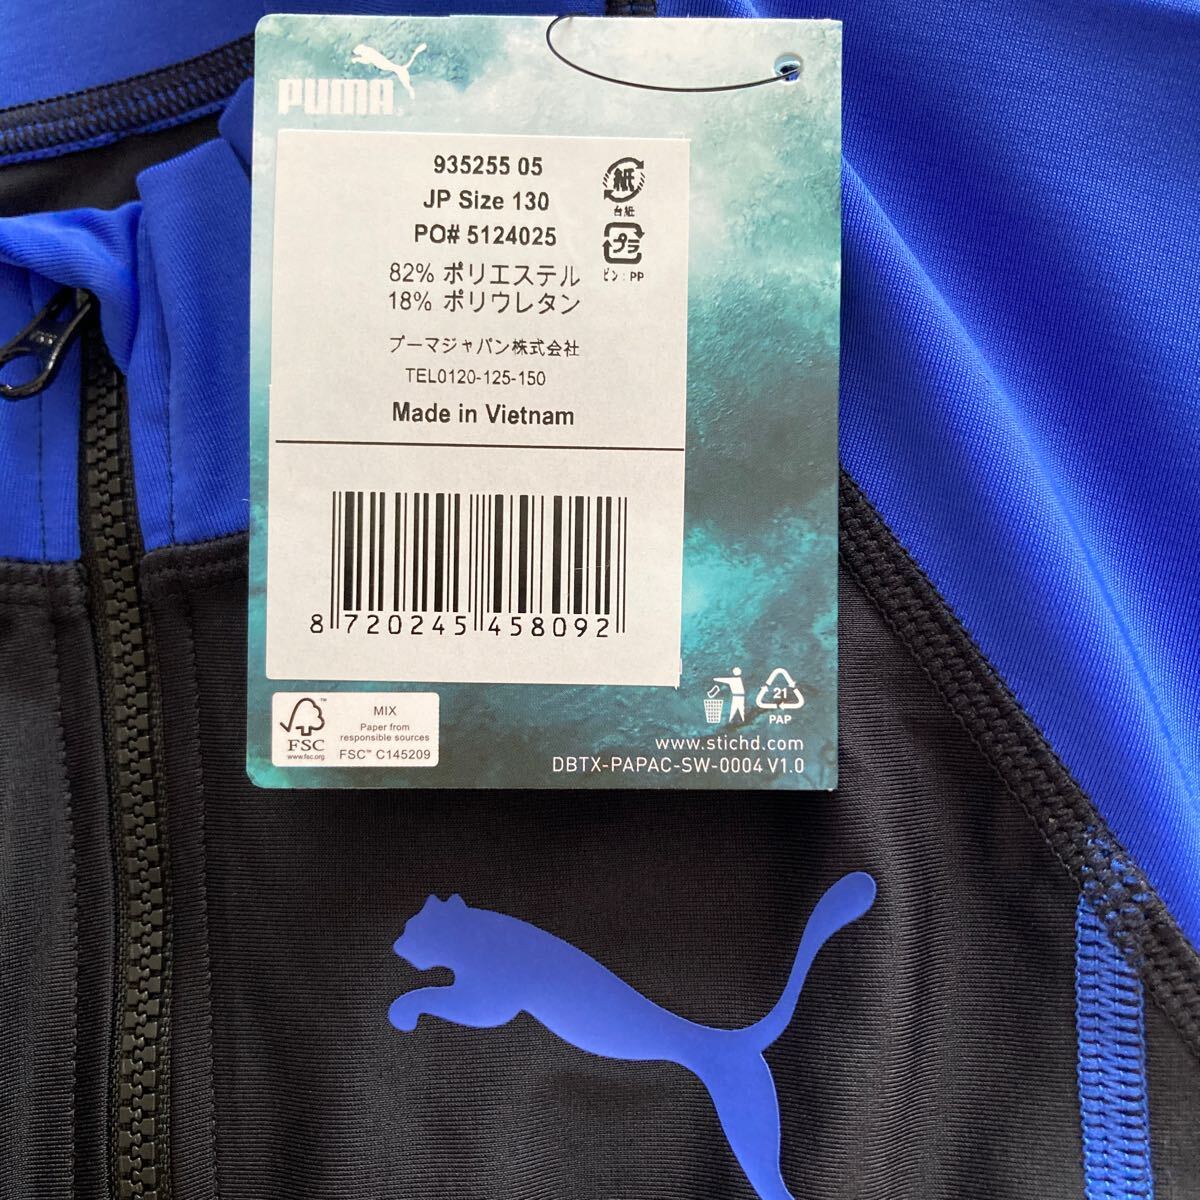 PUMA
935255 05
JP Size 130
PO# 5124025
82% ポリエステル
18% ポリウレタン
プーマジャパン株式会社
TEL0120-125-150
Made in Vietnam
紙
台紙
プラ
ピン:PP
8 720245 458092
FSC™
www.fsc.org
MIX
Paper from
responsible sources
FSC™ C145209
21
PAP
www.stichd.com
DBTX-PAPAC-SW-0004 V1.0